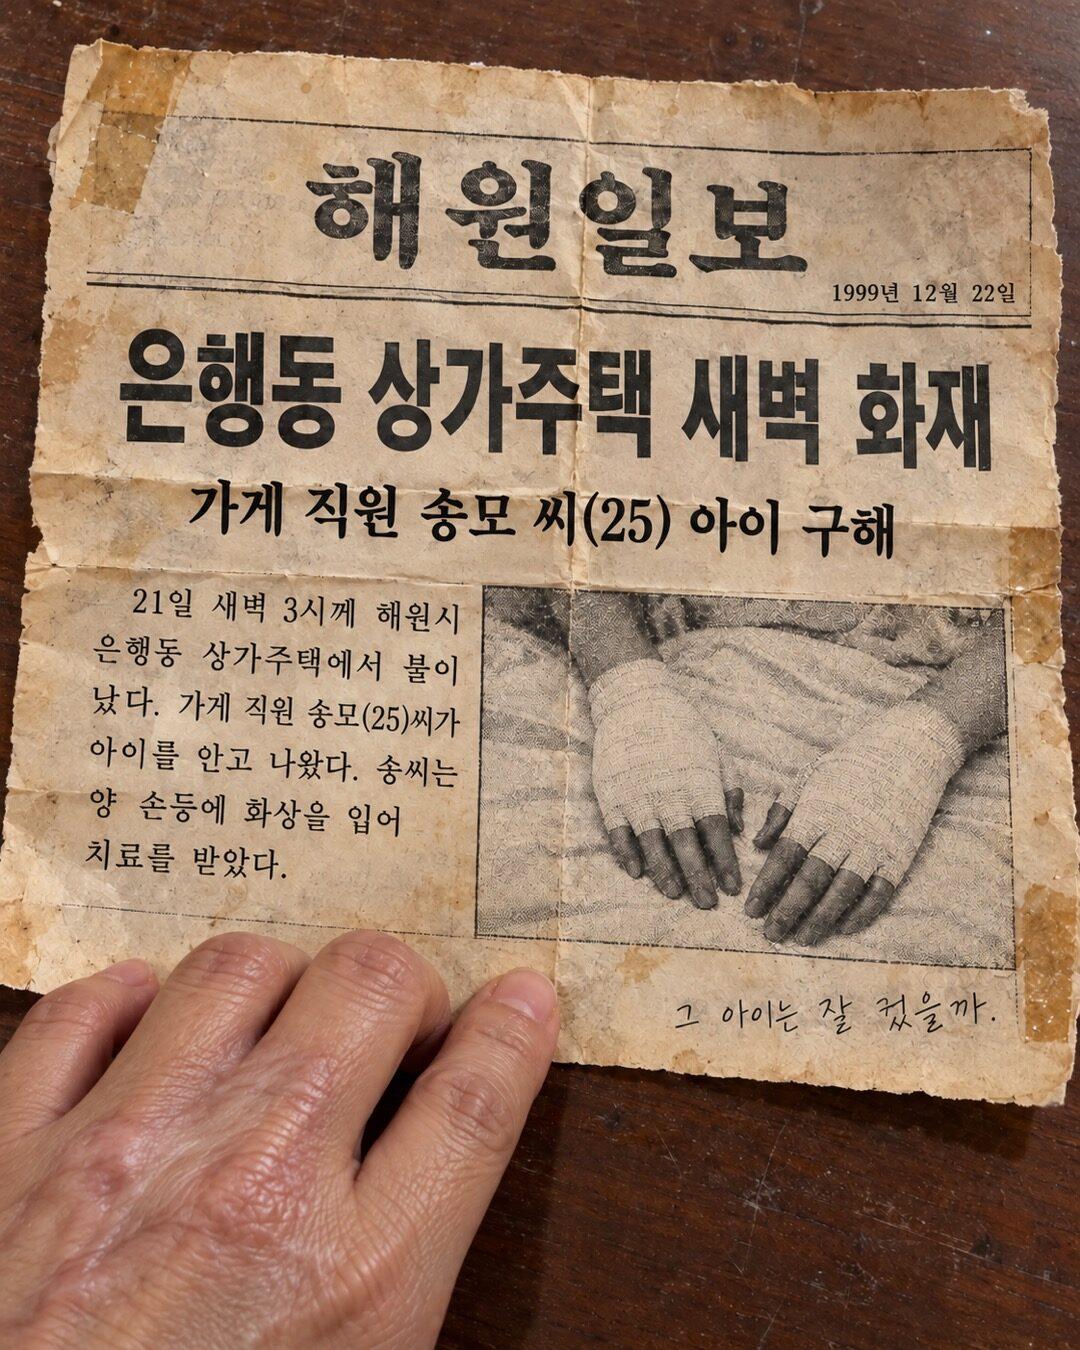 해원일보
1999년 12월 22일
은행동 상가주택 새벽 화재
가게 직원 송모 씨(25) 아이 구해
21일 새벽 3시께 해원시
은행동 상가주택에서 불이
났다. 가게 직원 송모(25)씨가
아이를 안고 나왔다. 송씨는
양 손등에 화상을 입어
치료를 받았다.
그 아이는 잘 컸을까.